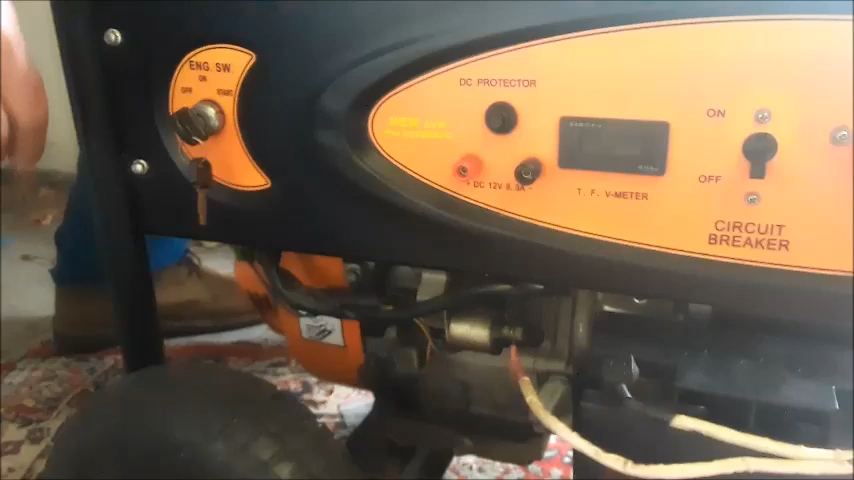 ENG. SW.
ON
OFF
START
DC PROTECTOR
+ DC 12V 8.3A -
T. F. V-METER
ON
OFF
CIRCUIT
BREAKER